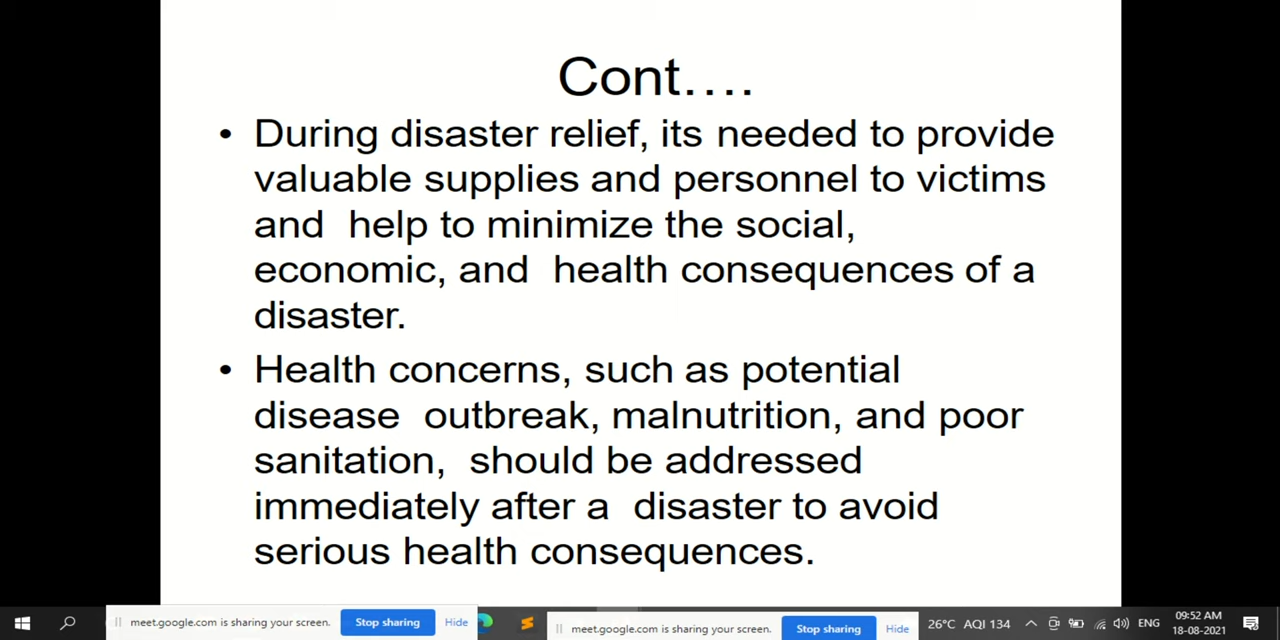 Cont....
• During disaster relief, its needed to provide
valuable supplies and personnel to victims
and help to minimize the social,
economic, and health consequences of a
disaster.
• Health concerns, such as potential
disease outbreak, malnutrition, and poor
sanitation, should be addressed
immediately after a disaster to avoid
serious health consequences.
meet.google.com is sharing your screen. Stop sharing Hide
meet.google.com is sharing your screen. Stop sharing Hide
26°C AQI 134 ENG 09:52 AM
18-08-2021